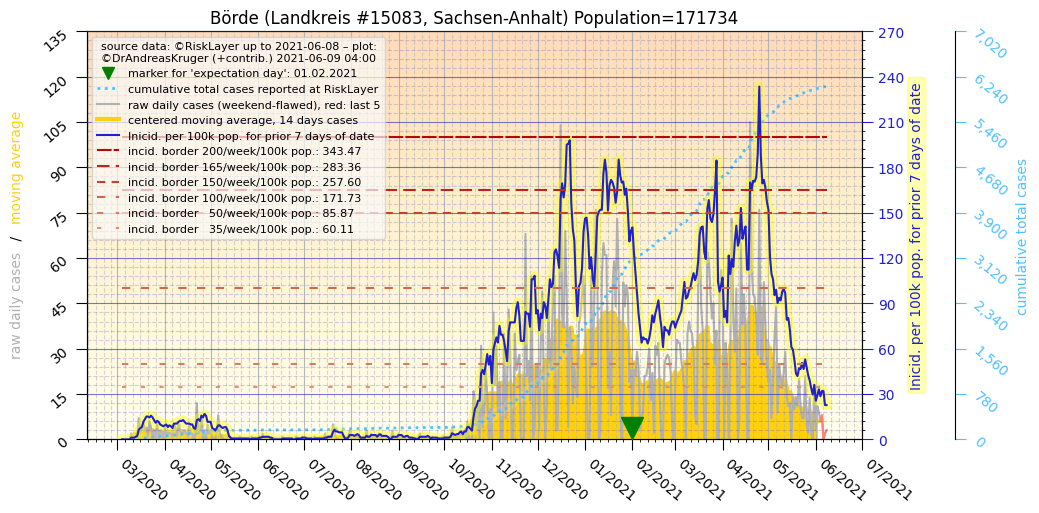 Börde (Landkreis #15083, Sachsen-Anhalt) Population=171734
source data: ©RiskLayer up to 2021-06-08 – plot:
©DrAndreasKruger (+contrib.) 2021-06-09 04:00
marker for 'expectation day': 01.02.2021
cumulative total cases reported at RiskLayer
raw daily cases (weekend-flawed), red: last 5
centered moving average, 14 days cases
Inicid. per 100k pop. for prior 7 days of date
incid. border 200/week/100k pop.: 343.47
incid. border 165/week/100k pop.: 283.36
incid. border 150/week/100k pop.: 257.60
incid. border 100/week/100k pop.: 171.73
incid. border   50/week/100k pop.: 85.87
incid. border   35/week/100k pop.: 60.11
raw daily cases / moving average
135
120
105
90
75
60
45
30
15
0
270
240
210
180
150
120
90
60
30
0
Inicid. per 100k pop. for prior 7 days of date
7,020
6,240
5,460
4,680
3,900
3,120
2,340
1,560
780
0
cumulative total cases
03/2020
04/2020
05/2020
06/2020
07/2020
08/2020
09/2020
10/2020
11/2020
12/2020
01/2021
02/2021
03/2021
04/2021
05/2021
06/2021
07/2021